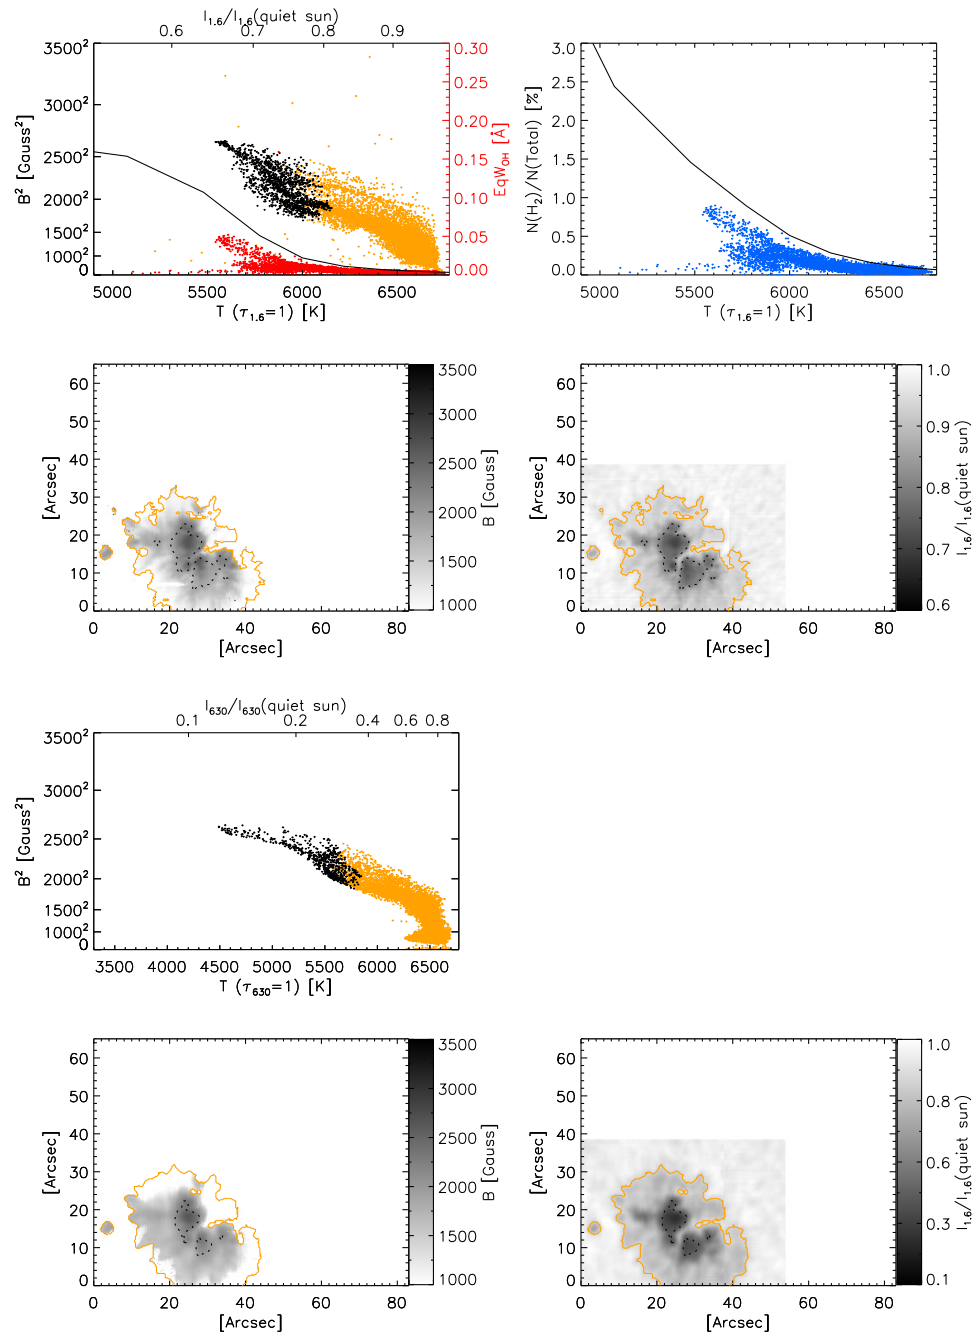 I1.6/I1.6(quiet sun)
0.6 0.7 0.8 0.9
3500² 0.30 3.0
0.25 2.5
3000²
0.20 2.0
2500² 0.15 1.5
2000² 0.10 1.0
1500² 0.05 0.5
1000²
0 0.00 0.0
B² [Gauss²]
EqWOH [Å]
N(H2)/N(Total) [%]
5000 5500 6000 6500
T (τ1.6=1) [K]
5000 5500 6000 6500
T (τ1.6=1) [K]
60 50 40 30 20 10 0
[Arcsec]
3500 3000 2500 2000 1500 1000
B [Gauss]
0 20 40 60 80
[Arcsec]
60 50 40 30 20 10 0
[Arcsec]
1.0 0.9 0.8 0.7 0.6
I1.6/I1.6(quiet sun)
0 20 40 60 80
[Arcsec]
I630/I630(quiet sun)
0.1 0.2 0.4 0.6 0.8
3500²
3000²
2500²
2000²
1500²
1000²
0
B² [Gauss²]
3500 4000 4500 5000 5500 6000 6500
T (τ630=1) [K]
60 50 40 30 20 10 0
[Arcsec]
3500 3000 2500 2000 1500 1000
B [Gauss]
0 20 40 60 80
[Arcsec]
60 50 40 30 20 10 0
[Arcsec]
1.0 0.8 0.6 0.3 0.1
I1.6/I1.6(quiet sun)
0 20 40 60 80
[Arcsec]